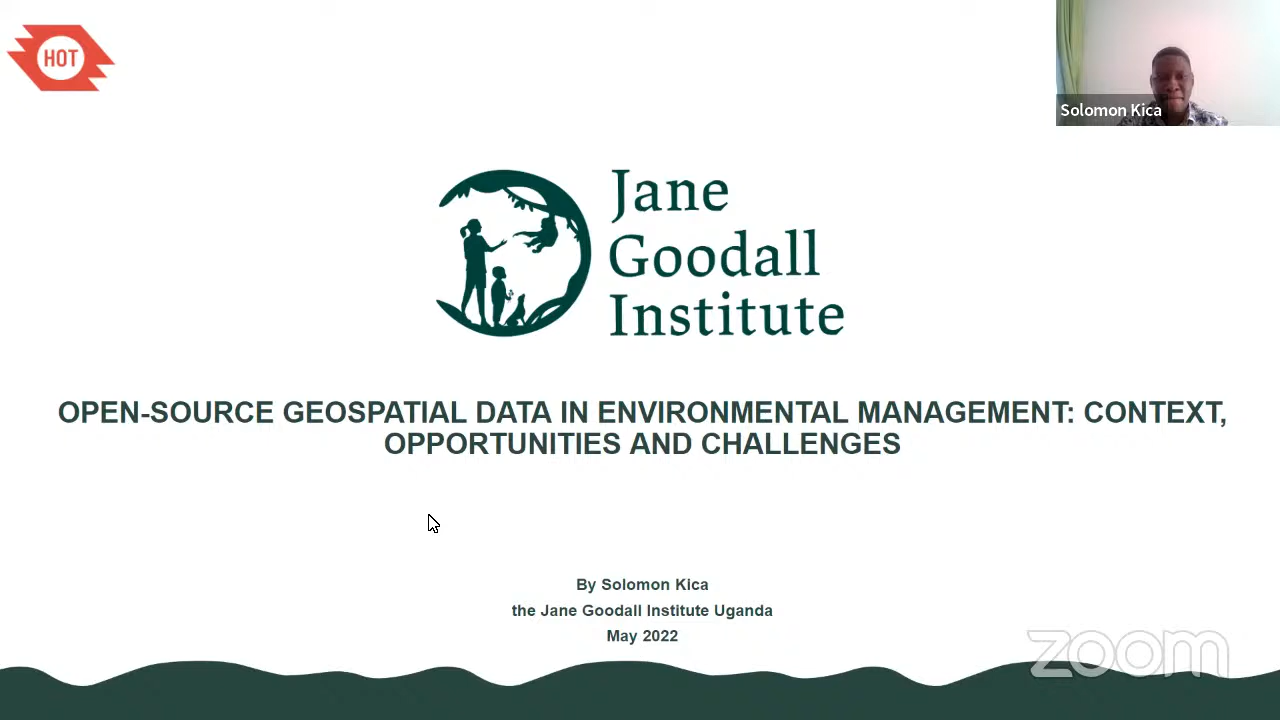 HOT
Solomon Kica
Jane
Goodall
Institute
OPEN-SOURCE GEOSPATIAL DATA IN ENVIRONMENTAL MANAGEMENT: CONTEXT,
OPPORTUNITIES AND CHALLENGES
By Solomon Kica
the Jane Goodall Institute Uganda
May 2022
zoom